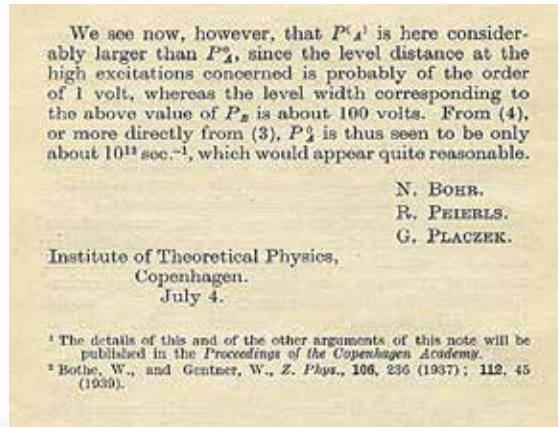 We see now, however, that P⁽ᴬ⁾ is here consider-
ably larger than P°ᴀ, since the level distance at the
high excitations concerned is probably of the order
of 1 volt, whereas the level width corresponding to
the above value of Pᴇ is about 100 volts. From (4),
or more directly from (3), P°ᴀ is thus seen to be only
about 10¹³ sec.⁻¹, which would appear quite reasonable.
N. BOHR.
R. PEIERLS.
G. PLACZEK.
Institute of Theoretical Physics,
Copenhagen.
July 4.
¹ The details of this and of the other arguments of this note will be
published in the Proceedings of the Copenhagen Academy.
² Bothe, W., and Gentner, W., Z. Phys., 106, 236 (1937); 112, 45
(1939).